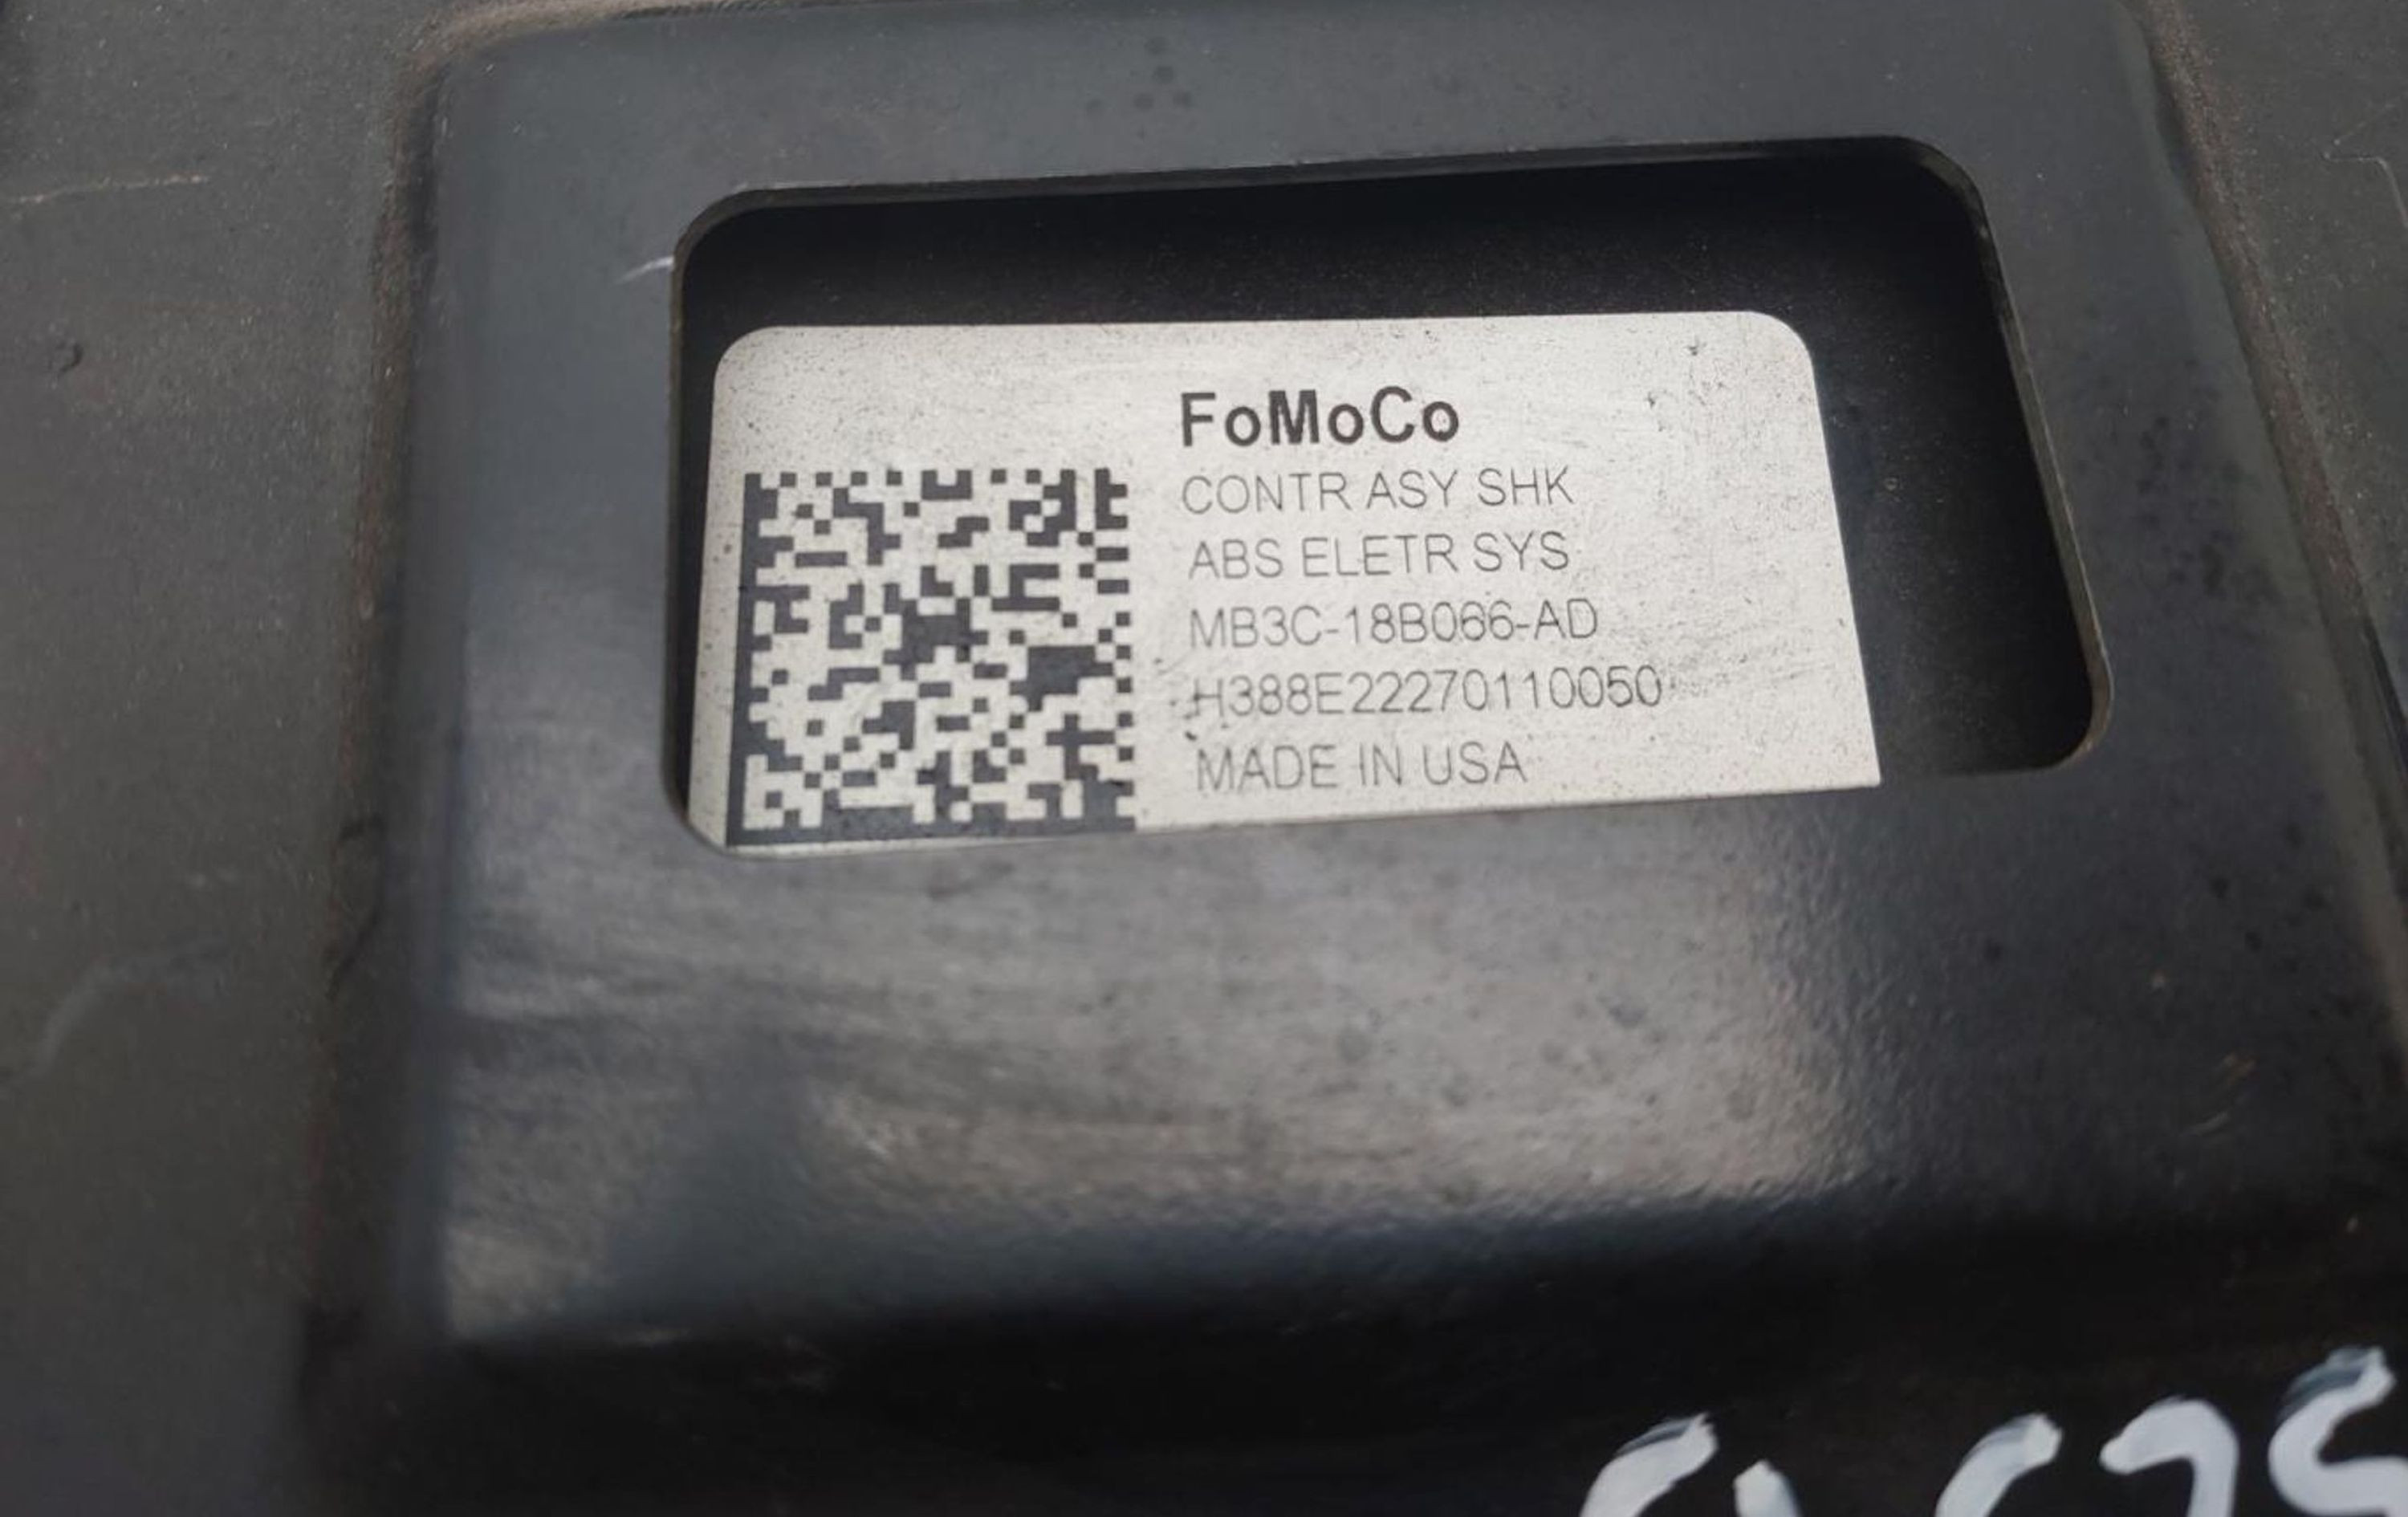 FoMoCo
CONTR ASY SHK
ABS ELETR SYS
MB3C-18B066-AD
H388E22270110050
MADE IN USA